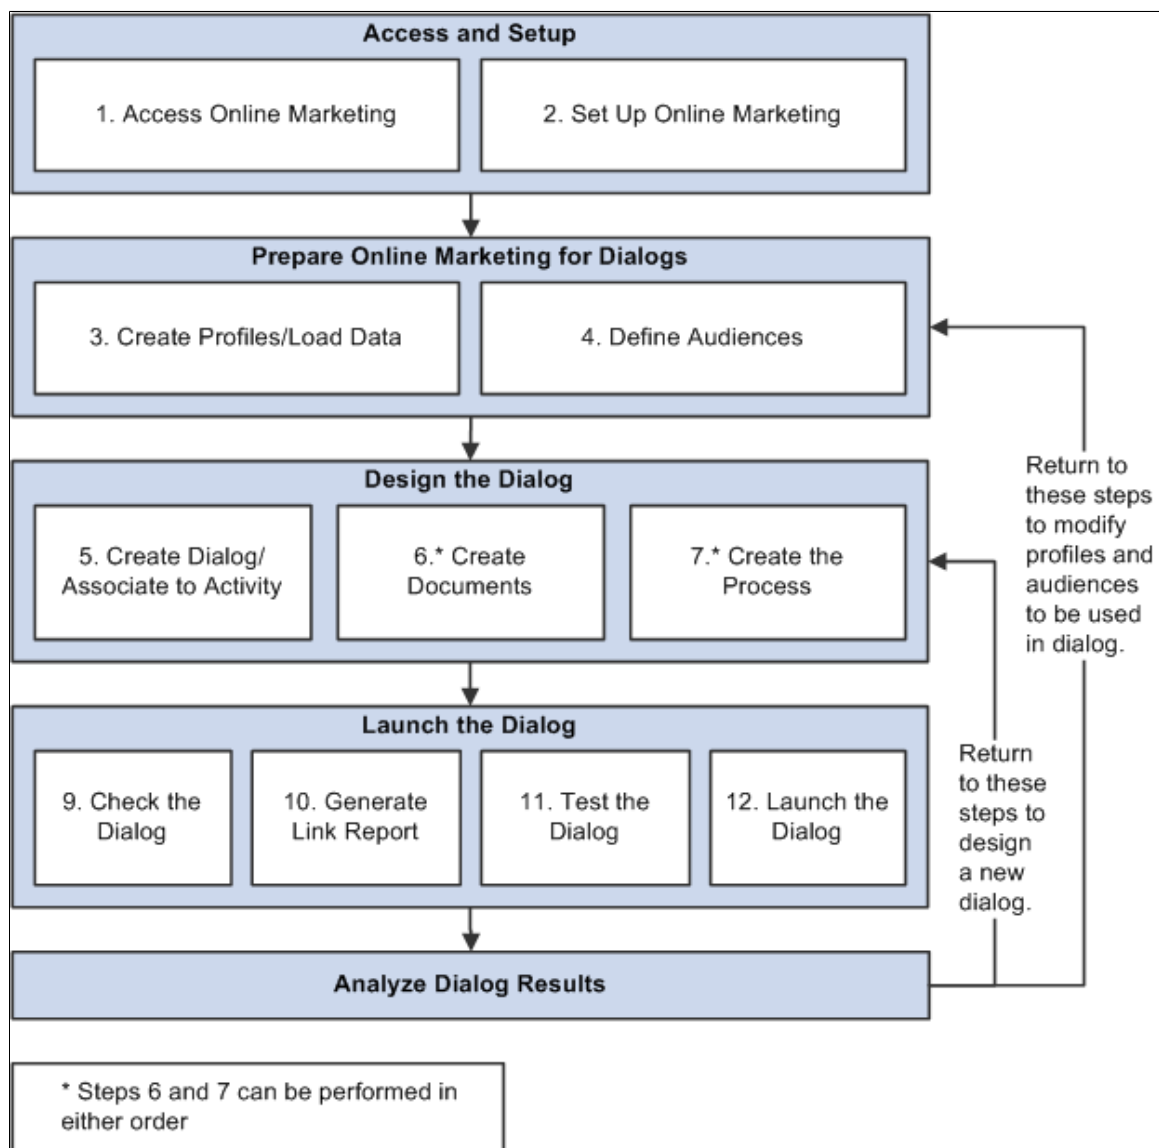 Access and Setup
1. Access Online Marketing
2. Set Up Online Marketing
Prepare Online Marketing for Dialogs
3. Create Profiles/Load Data
4. Define Audiences
Design the Dialog
5. Create Dialog/
Associate to Activity
6.* Create
Documents
7.* Create the
Process
Launch the Dialog
9. Check the
Dialog
10. Generate
Link Report
11. Test the
Dialog
12. Launch the
Dialog
Analyze Dialog Results
Return to
these steps
to modify
profiles and
audiences
to be used
in dialog.
Return
to these
steps to
design
a new
dialog.
* Steps 6 and 7 can be performed in
either order